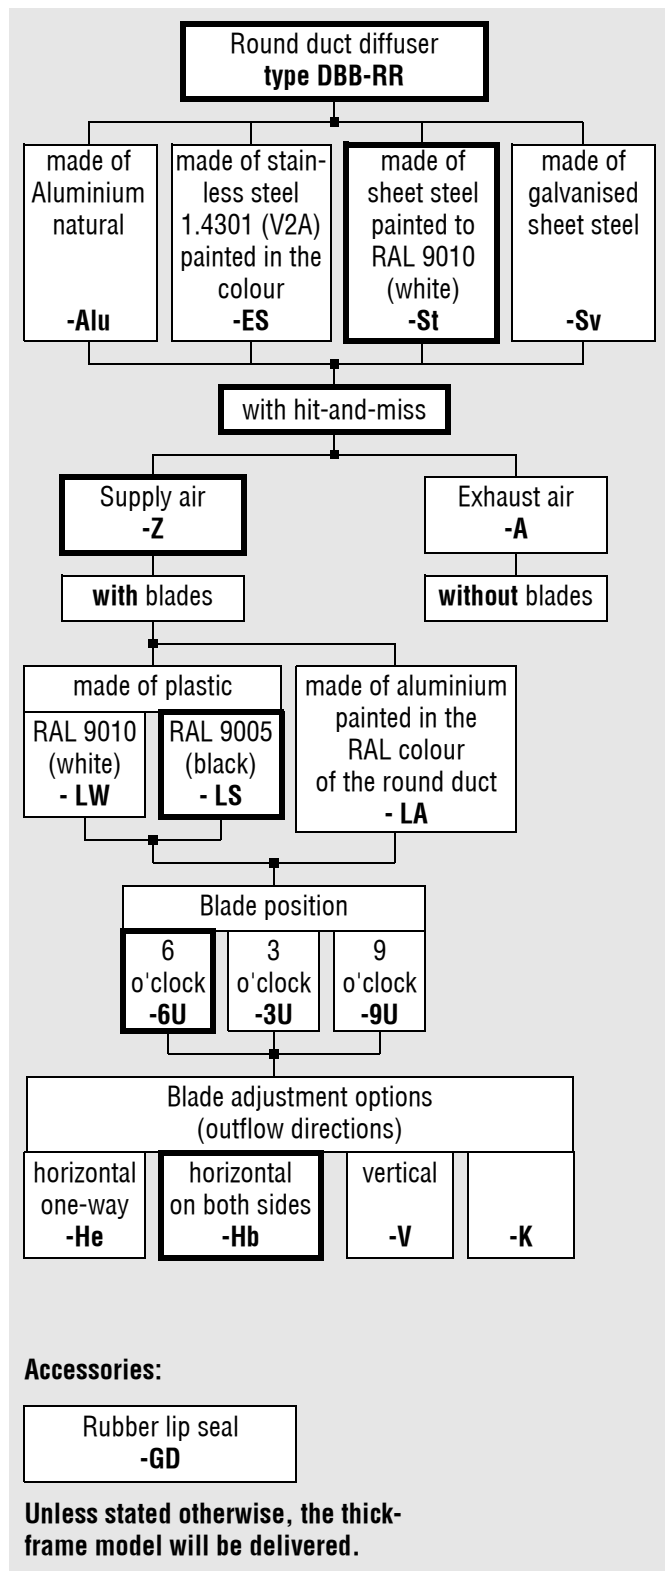 Round duct diffuser
type DBB-RR
made of
Aluminium
natural
-Alu
made of stain-
less steel
1.4301 (V2A)
painted in the
colour
-ES
made of
sheet steel
painted to
RAL 9010
(white)
-St
made of
galvanised
sheet steel
-Sv
with hit-and-miss
Supply air
-Z
Exhaust air
-A
with blades
without blades
made of plastic
RAL 9010
(white)
- LW
RAL 9005
(black)
- LS
made of aluminium
painted in the
RAL colour
of the round duct
- LA
Blade position
6
o'clock
-6U
3
o'clock
-3U
9
o'clock
-9U
Blade adjustment options
(outflow directions)
horizontal
one-way
-He
horizontal
on both sides
-Hb
vertical
-V
-K
Accessories:
Rubber lip seal
-GD
Unless stated otherwise, the thick-
frame model will be delivered.